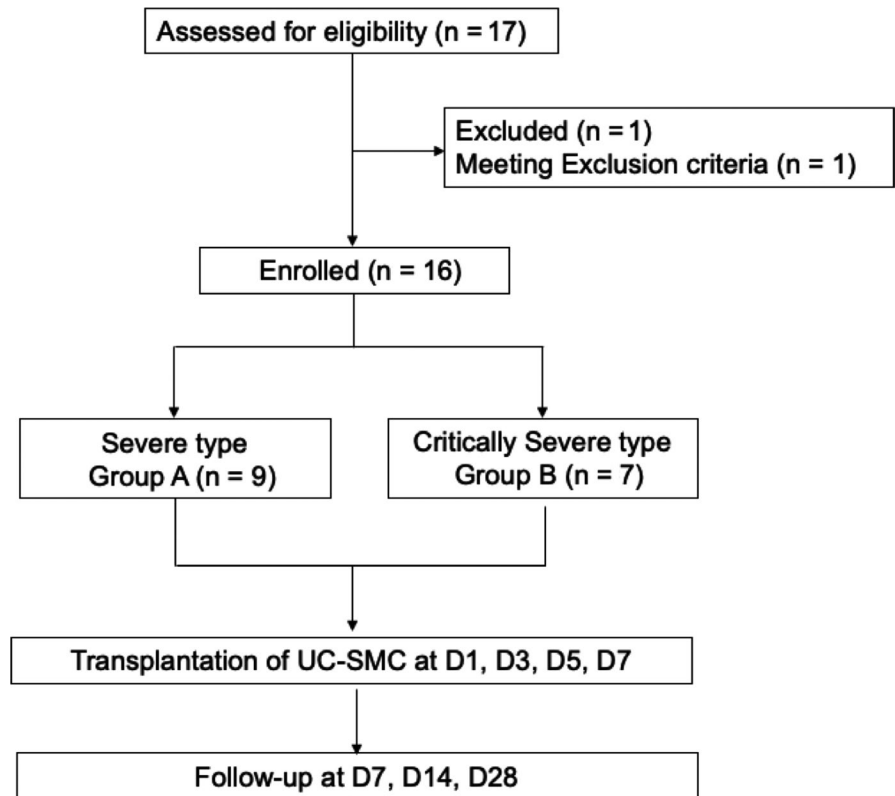 Assessed for eligibility (n = 17)
Excluded (n = 1)
Meeting Exclusion criteria (n = 1)
Enrolled (n = 16)
Severe type
Group A (n = 9)
Critically Severe type
Group B (n = 7)
Transplantation of UC-SMC at D1, D3, D5, D7
Follow-up at D7, D14, D28